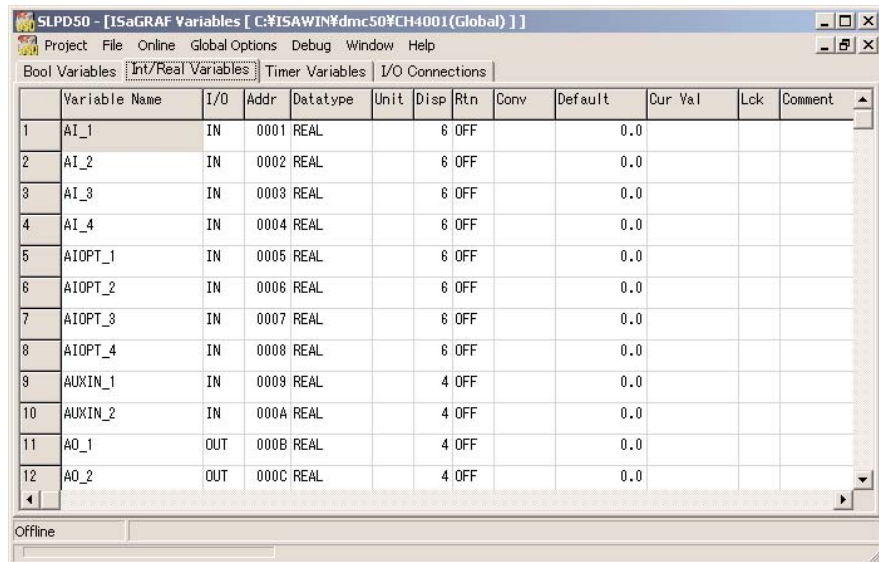 SLPD50 - [ISaGRAF Variables [ C:¥ISAWIN¥dmc50¥CH4001(Global) ] ]
Project File Online Global Options Debug Window Help
Bool Variables Int/Real Variables Timer Variables I/O Connections
Variable Name I/O Addr Datatype Unit Disp Rtn Conv Default Cur Val Lck Comment
1 AI_1 IN 0001 REAL 6 OFF 0.0
2 AI_2 IN 0002 REAL 6 OFF 0.0
3 AI_3 IN 0003 REAL 6 OFF 0.0
4 AI_4 IN 0004 REAL 6 OFF 0.0
5 AIOPT_1 IN 0005 REAL 6 OFF 0.0
6 AIOPT_2 IN 0006 REAL 6 OFF 0.0
7 AIOPT_3 IN 0007 REAL 6 OFF 0.0
8 AIOPT_4 IN 0008 REAL 6 OFF 0.0
9 AUXIN_1 IN 0009 REAL 4 OFF 0.0
10 AUXIN_2 IN 000A REAL 4 OFF 0.0
11 AO_1 OUT 000B REAL 4 OFF 0.0
12 AO_2 OUT 000C REAL 4 OFF 0.0
Offline